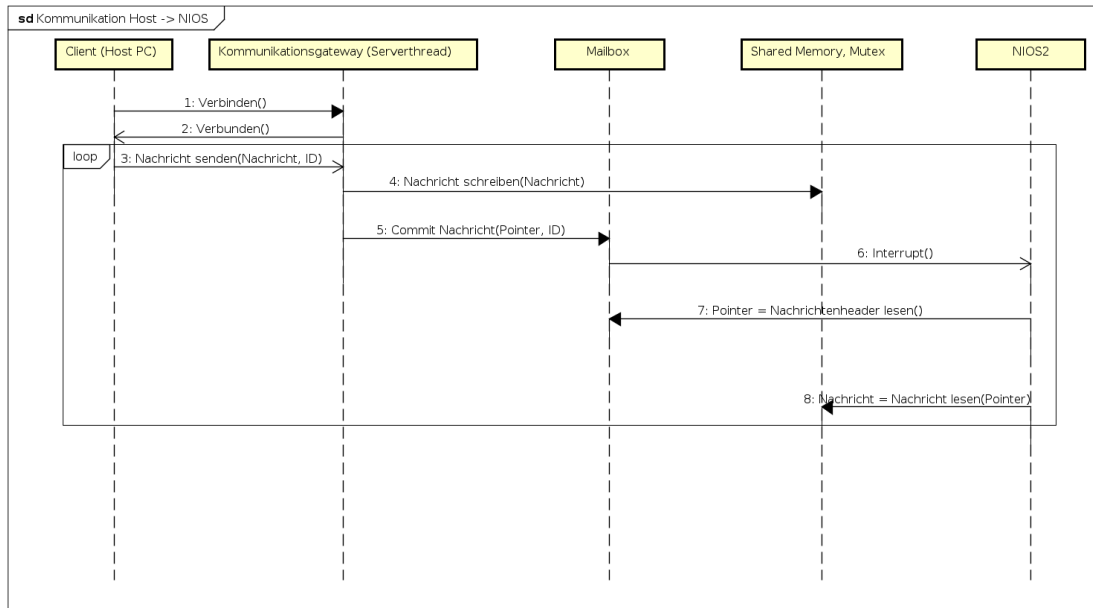 sd Kommunikation Host -> NIOS
Client (Host PC)
Kommunikationsgateway (Serverthread)
Mailbox
Shared Memory, Mutex
NIOS2
1: Verbinden()
2: Verbunden()
loop
3: Nachricht senden(Nachricht, ID)
4: Nachricht schreiben(Nachricht)
5: Commit Nachricht(Pointer, ID)
6: Interrupt()
7: Pointer = Nachrichtenheader lesen()
8: Nachricht = Nachricht lesen(Pointer)